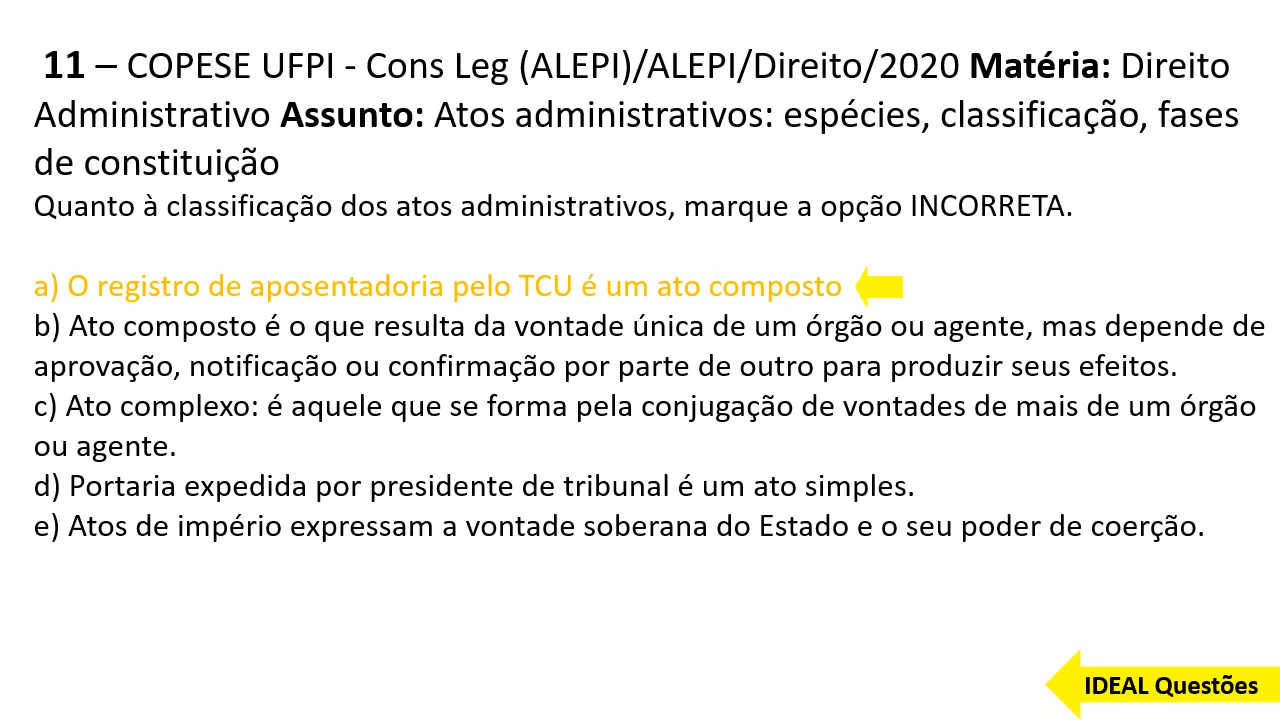 11 – COPESE UFPI - Cons Leg (ALEPI)/ALEPI/Direito/2020 Matéria: Direito
Administrativo Assunto: Atos administrativos: espécies, classificação, fases
de constituição
Quanto à classificação dos atos administrativos, marque a opção INCORRETA.
a) O registro de aposentadoria pelo TCU é um ato composto
b) Ato composto é o que resulta da vontade única de um órgão ou agente, mas depende de
aprovação, notificação ou confirmação por parte de outro para produzir seus efeitos.
c) Ato complexo: é aquele que se forma pela conjugação de vontades de mais de um órgão
ou agente.
d) Portaria expedida por presidente de tribunal é um ato simples.
e) Atos de império expressam a vontade soberana do Estado e o seu poder de coerção.
IDEAL Questões